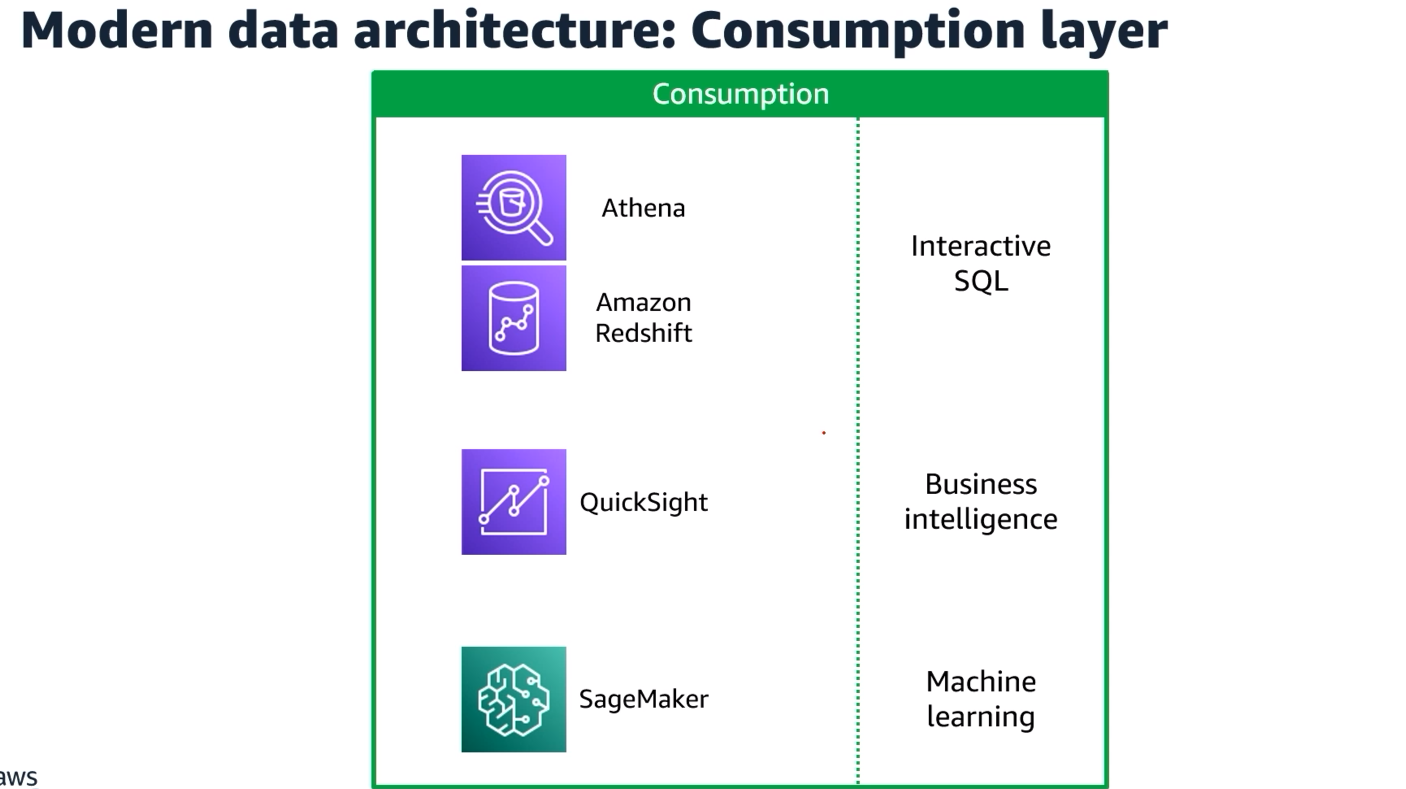 Modern data architecture: Consumption layer
Consumption
Athena
Interactive
SQL
Amazon
Redshift
QuickSight
Business
intelligence
SageMaker
Machine
learning
aws